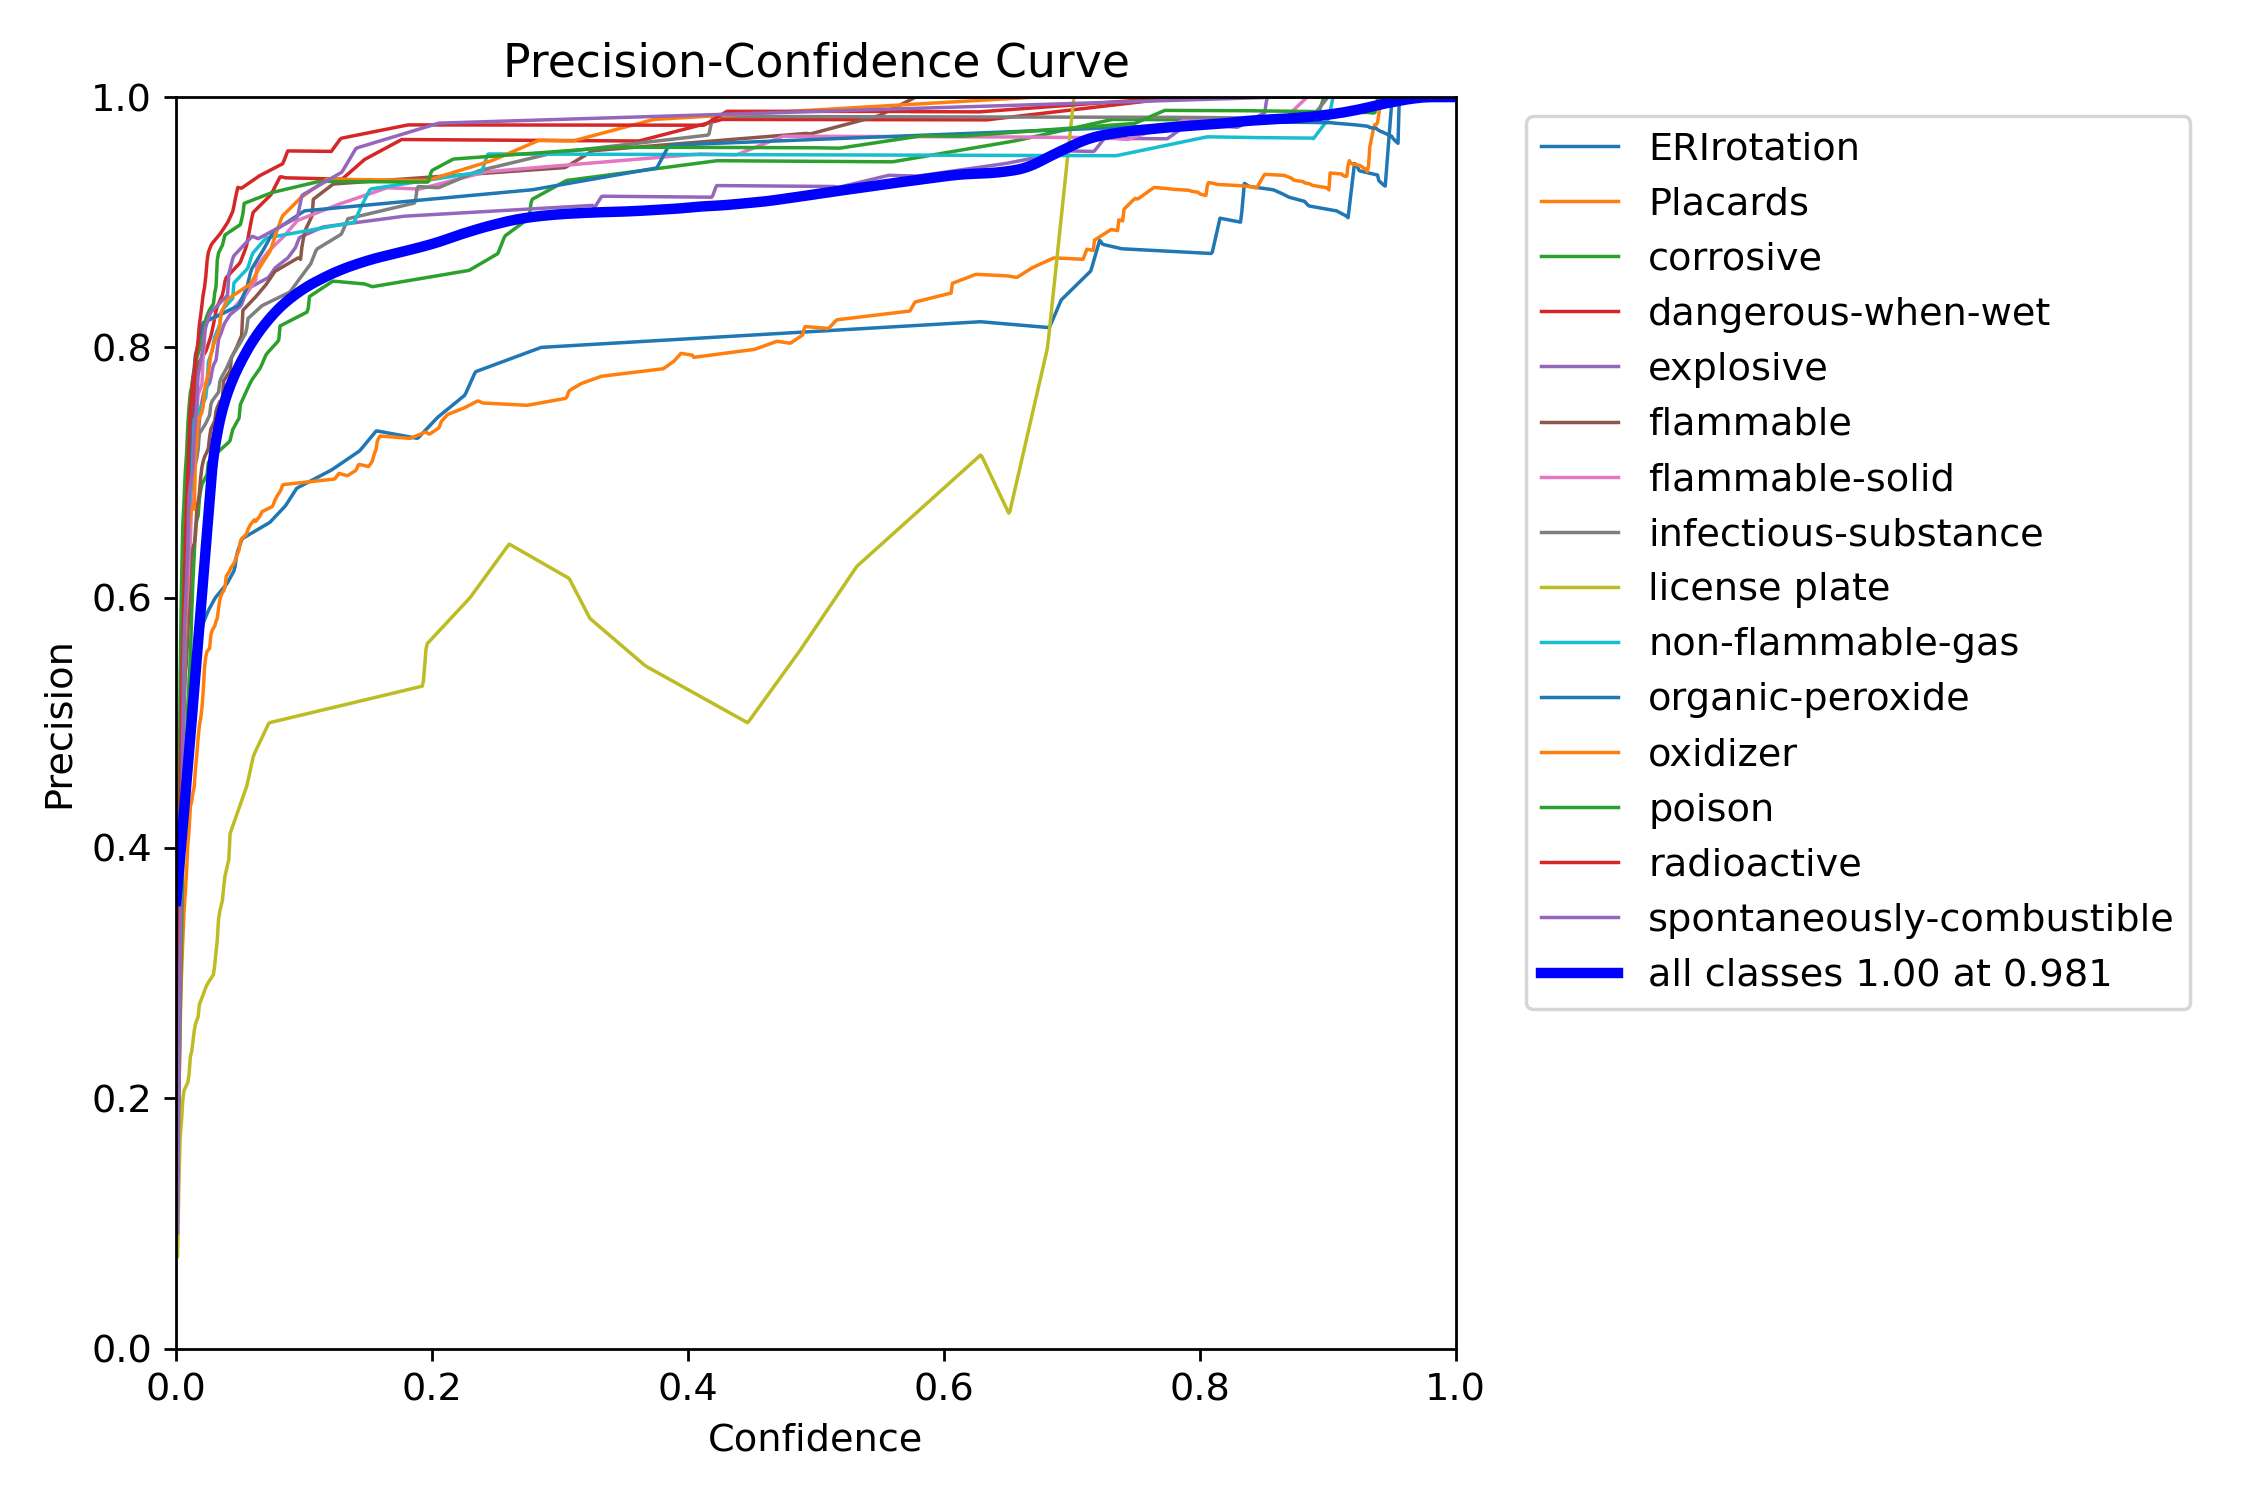 Precision-Confidence Curve
1.0
0.8
0.6
0.4
0.2
0.0
Precision
0.0 0.2 0.4 0.6 0.8 1.0
Confidence
ERIrotation
Placards
corrosive
dangerous-when-wet
explosive
flammable
flammable-solid
infectious-substance
license plate
non-flammable-gas
organic-peroxide
oxidizer
poison
radioactive
spontaneously-combustible
all classes 1.00 at 0.981